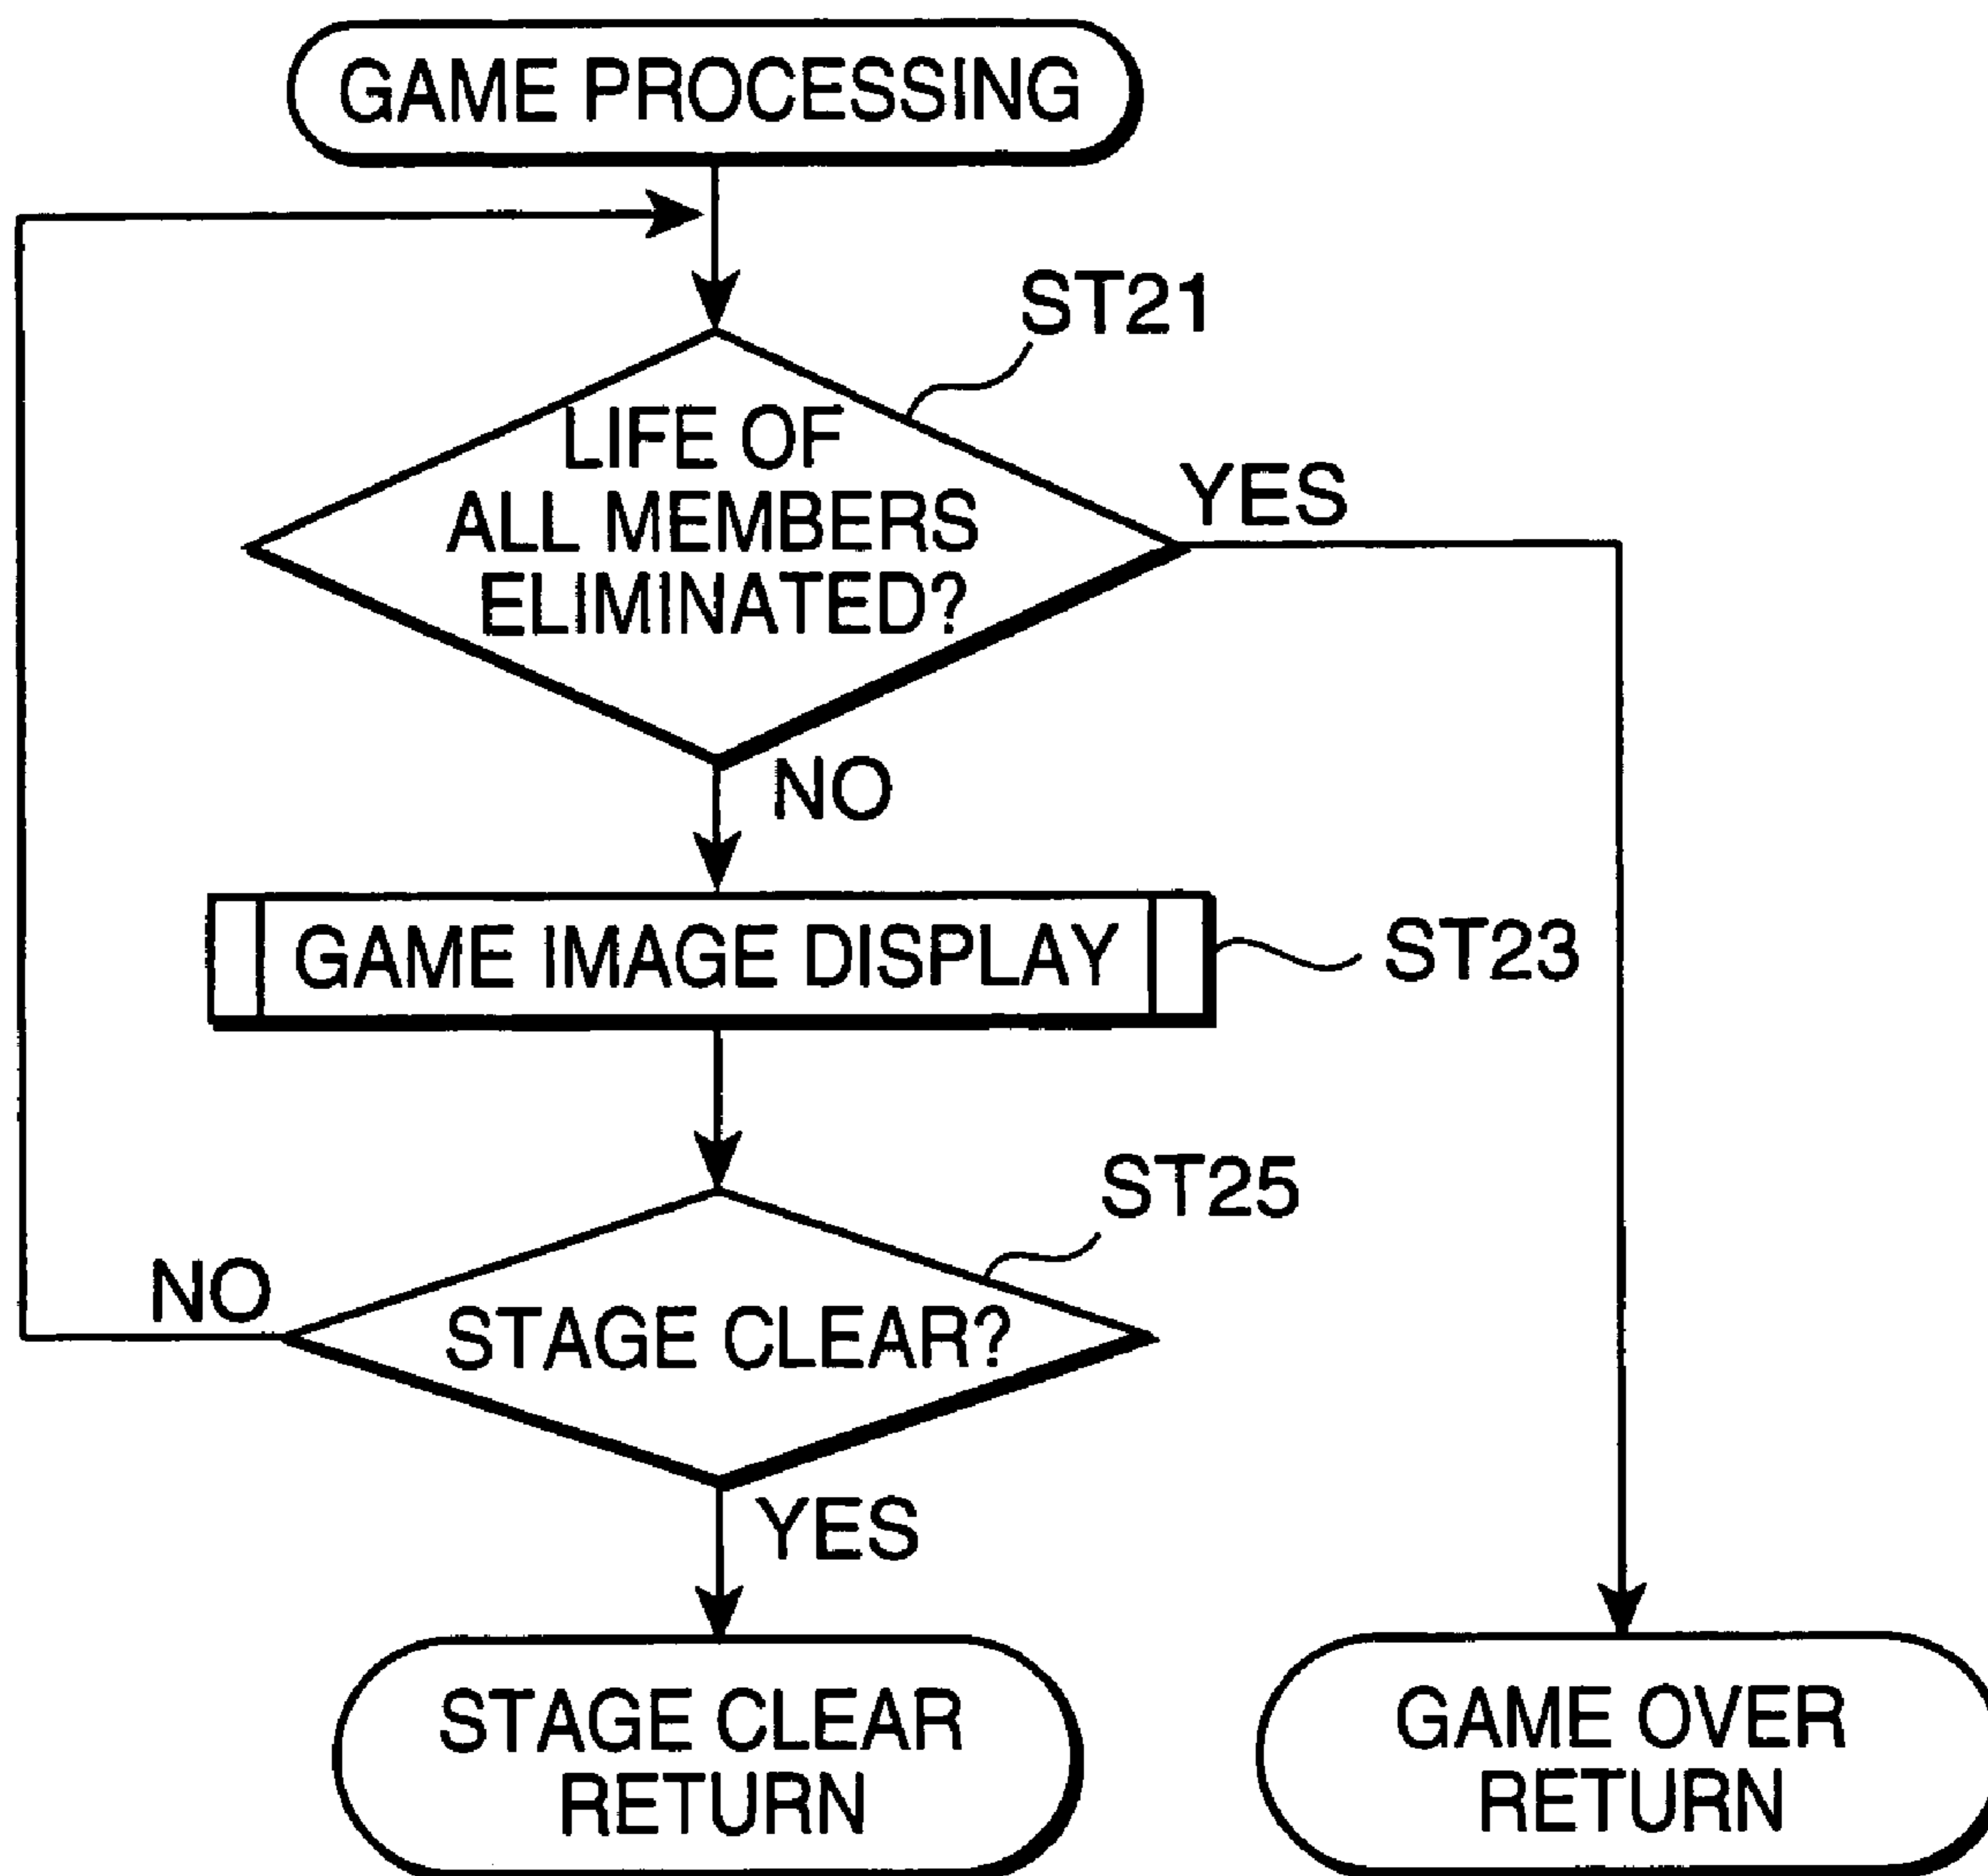 GAME PROCESSING
ST21
LIFE OF
ALL MEMBERS
ELIMINATED?
YES
NO
GAME IMAGE DISPLAY
ST23
ST25
NO
STAGE CLEAR?
YES
STAGE CLEAR
RETURN
GAME OVER
RETURN